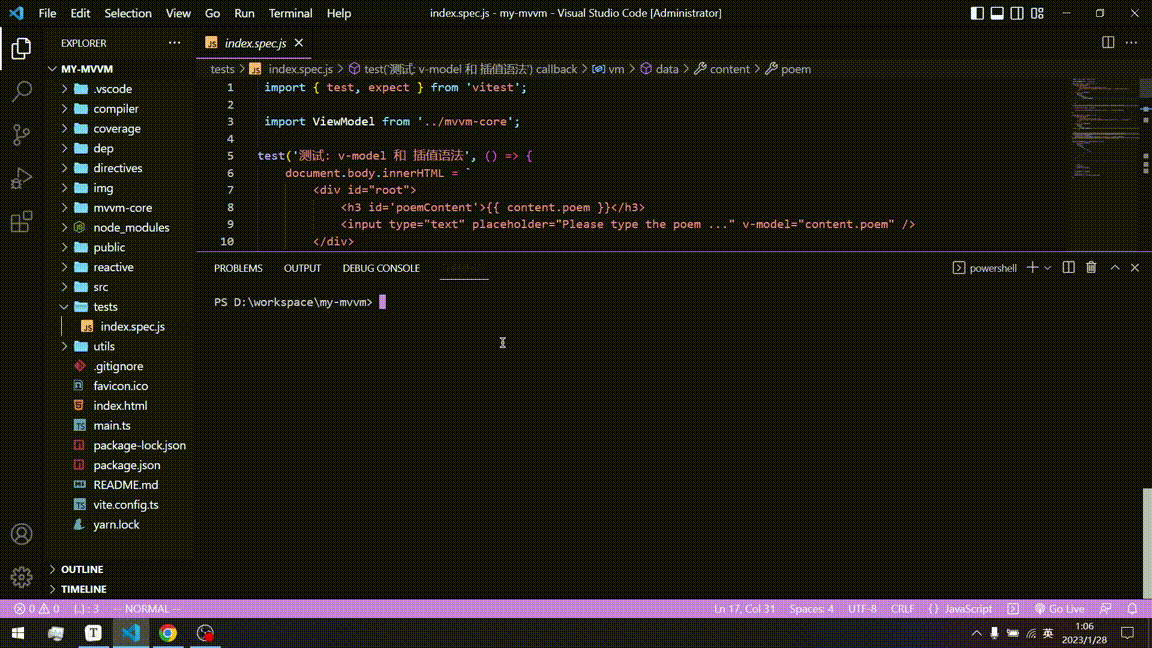 File Edit Selection View Go Run Terminal Help
index.spec.js - my-mvvm - Visual Studio Code [Administrator]
EXPLORER
MY-MVVM
.vscode
compiler
coverage
dep
directives
img
mvvm-core
node_modules
public
reactive
src
tests
index.spec.js
utils
.gitignore
favicon.ico
index.html
main.ts
package-lock.json
package.json
README.md
vite.config.ts
yarn.lock
OUTLINE
TIMELINE
index.spec.js
tests > index.spec.js > test('测试: v-model 和 插值语法') callback > vm > data > content > poem
1 import { test, expect } from 'vitest';
2
3 import ViewModel from '../mvvm-core';
4
5 test('测试: v-model 和 插值语法', () => {
6 document.body.innerHTML = `
7 <div id="root">
8 <h3 id='poemContent'>{{ content.poem }}</h3>
9 <input type="text" placeholder="Please type the poem ..." v-model="content.poem" />
10 </div>
PROBLEMS OUTPUT DEBUG CONSOLE
powershell
PS D:\workspace\my-mvvm>
0 0 {..} : 3 -- NORMAL --
Ln 17, Col 31 Spaces: 4 UTF-8 CRLF {} JavaScript Go Live
英
1:06
2023/1/28